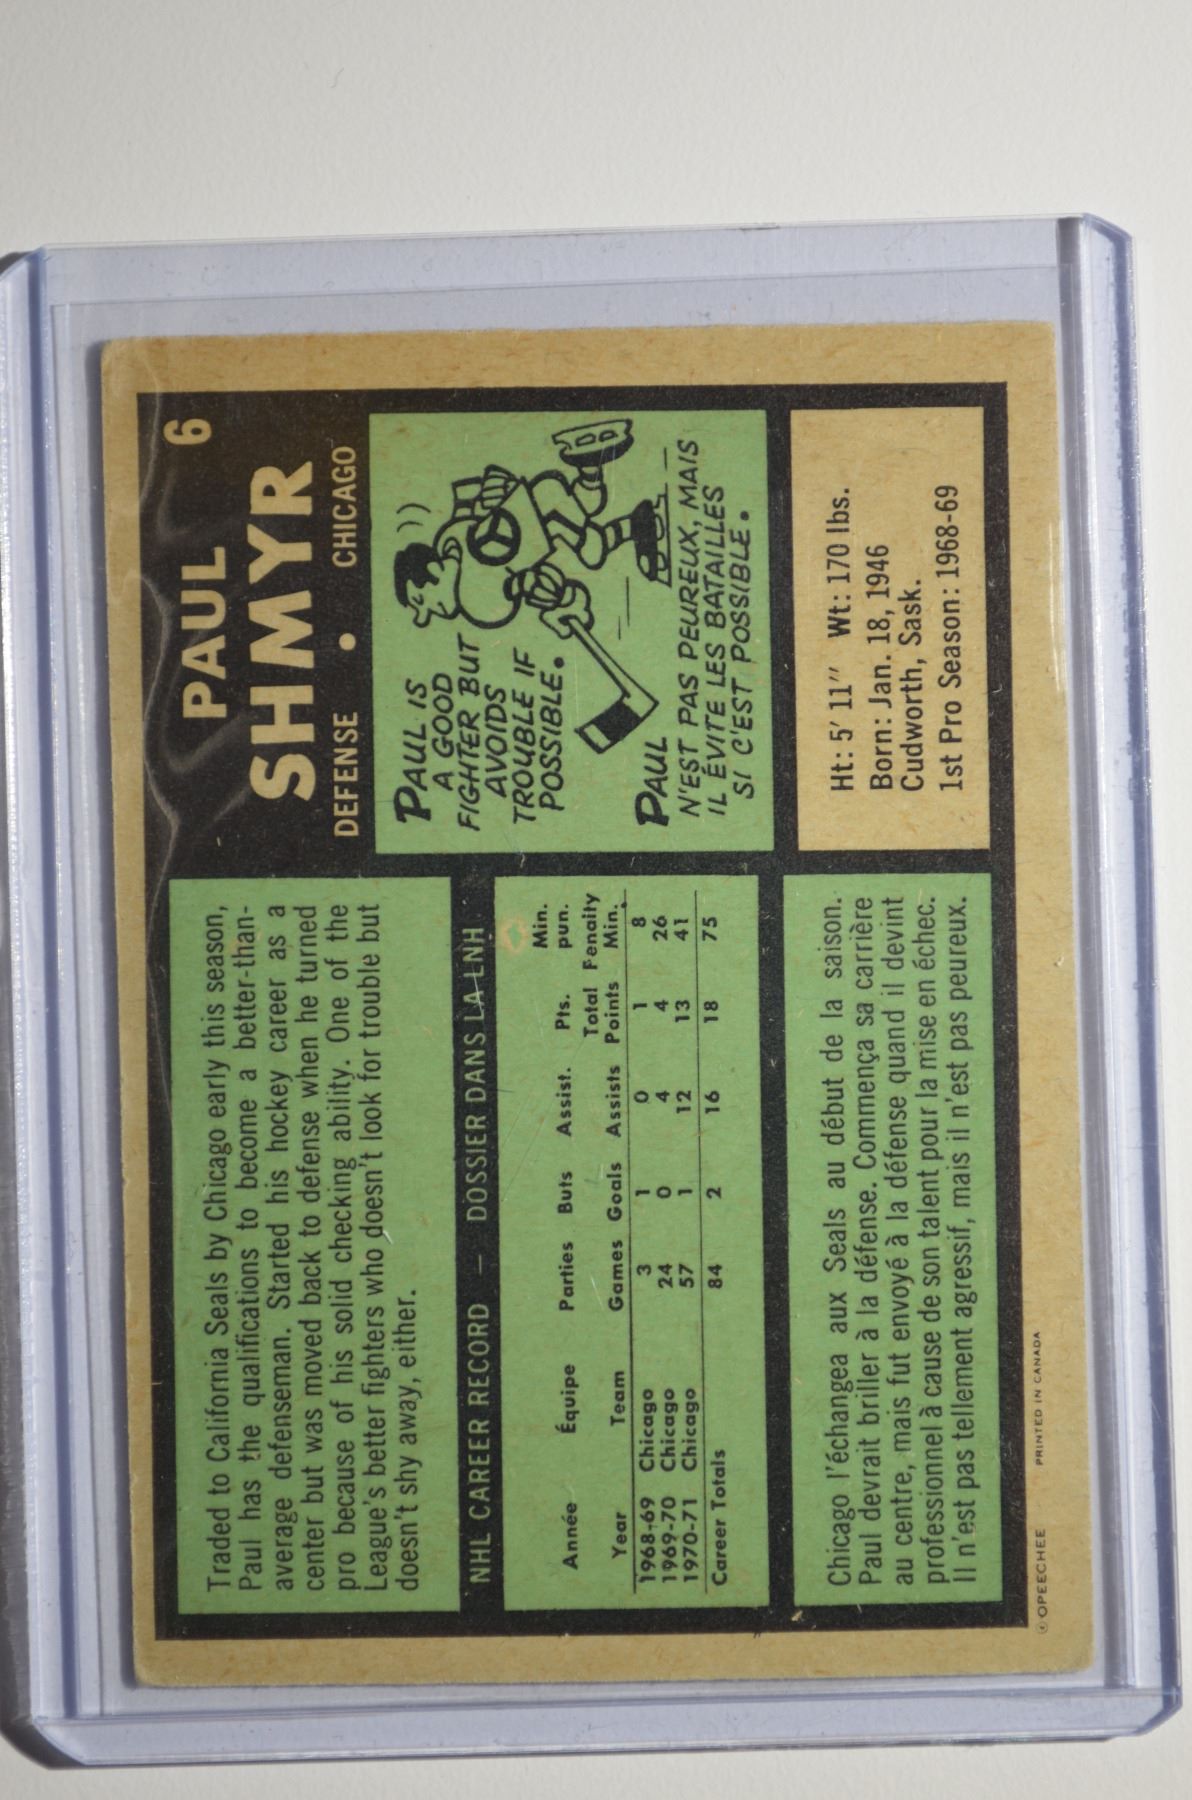 PAUL 6
SHMYR
DEFENSE • CHICAGO
Traded to California Seals by Chicago early this season,
Paul has the qualifications to become a better-than-
average defenseman. Started his hockey career as a
center but was moved back to defense when he turned
pro because of his solid checking ability. One of the
League's better fighters who doesn't look for trouble but
doesn't shy away, either.
PAUL IS
A GOOD
FIGHTER BUT
AVOIDS
TROUBLE IF
POSSIBLE.
PAUL
N'EST PAS PEUREUX, MAIS
IL ÉVITE LES BATAILLES
SI C'EST POSSIBLE.
NHL CAREER RECORD — DOSSIER DANS LA LNH
Année Équipe Parties Buts Assist. Pts. Min. pun.
Year Team Games Goals Assists Total Points Penalty Min.
1968-69 Chicago 3 1 0 1 8
1969-70 Chicago 24 0 4 4 26
1970-71 Chicago 57 1 12 13 41
Career Totals 84 2 16 18 75
Ht: 5' 11" Wt: 170 lbs.
Born: Jan. 18, 1946
Cudworth, Sask.
1st Pro Season: 1968-69
Chicago l'échangea aux Seals au début de la saison.
Paul devrait briller à la défense. Commença sa carrière
au centre, mais fut envoyé à la défense quand il devint
professionnel à cause de son talent pour la mise en échec.
Il n'est pas tellement agressif, mais il n'est pas peureux.
© OPEECHEE PRINTED IN CANADA